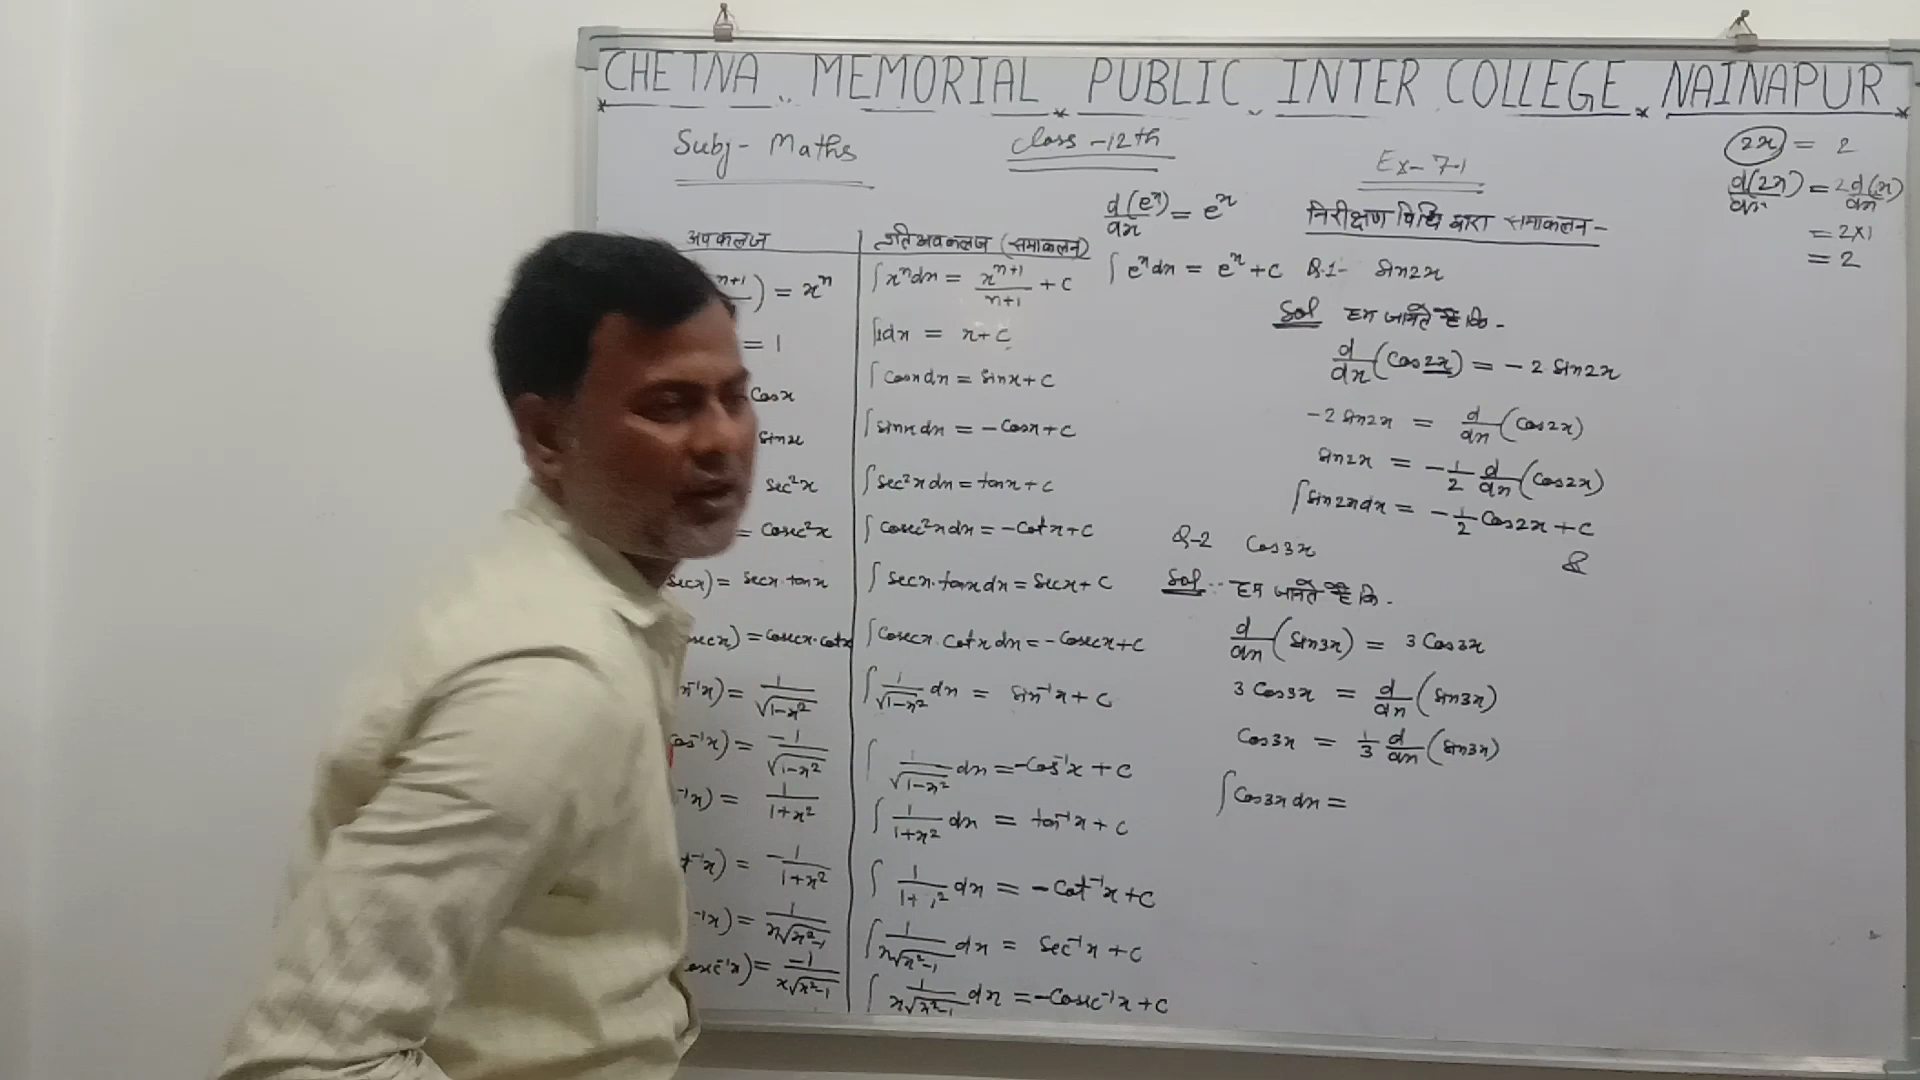 CHETNA MEMORIAL PUBLIC INTER COLLEGE NAINAPUR
Subj- Maths
Class -12th
Ex- 7.1
2x = 2
d(2x)/dx = 2d(x)/dx
= 2×1
= 2
d(e^x)/dx = e^x
∫ e^x dx = e^x + c
अवकलज
प्रतिअवकलज (समाकलन)
n+1) = x^n
∫ x^n dx = x^(n+1)/(n+1) + c
= 1
∫1dx = x + c
Cosx
∫ cosx dx = sinx + c
sinx
∫ sinx dx = -cosx + c
sec²x
∫ sec²x dx = tanx + c
= cosec²x
∫ cosec²x dx = -cotx + c
secx) = secx·tanx
∫ secx·tanx dx = secx + c
secx) = cosecx·cotx
∫ cosecx·cotx dx = -cosecx + c
n⁻¹x) = 1/√(1-x²)
∫ 1/√(1-x²) dx = sin⁻¹x + c
cos⁻¹x) = -1/√(1-x²)
∫ 1/√(1-x²) dx = -cos⁻¹x + c
⁻¹x) = 1/(1+x²)
∫ 1/(1+x²) dx = tan⁻¹x + c
t⁻¹x) = -1/(1+x²)
∫ 1/(1+ ²) dx = -cot⁻¹x + c
⁻¹x) = 1/(x√(x²-1))
∫ 1/(x√(x²-1)) dx = sec⁻¹x + c
osec⁻¹x) = -1/(x√(x²-1))
∫ 1/(x√(x²-1)) dx = -cosec⁻¹x + c
निरीक्षण विधि द्वारा समाकलन -
Q.1- sin2x
Sol हम जानते है कि -
d/dx (cos2x) = -2 sin2x
-2 sin2x = d/dx (cos2x)
sin2x = -1/2 d/dx (cos2x)
∫ sin2x dx = -1/2 cos2x + c
Q-2 Cos3x
Sol.. हम जानते है कि -
d/dx (sin3x) = 3 cos3x
3 cos3x = d/dx (sin3x)
cos3x = 1/3 d/dx (sin3x)
∫ cos3x dx =